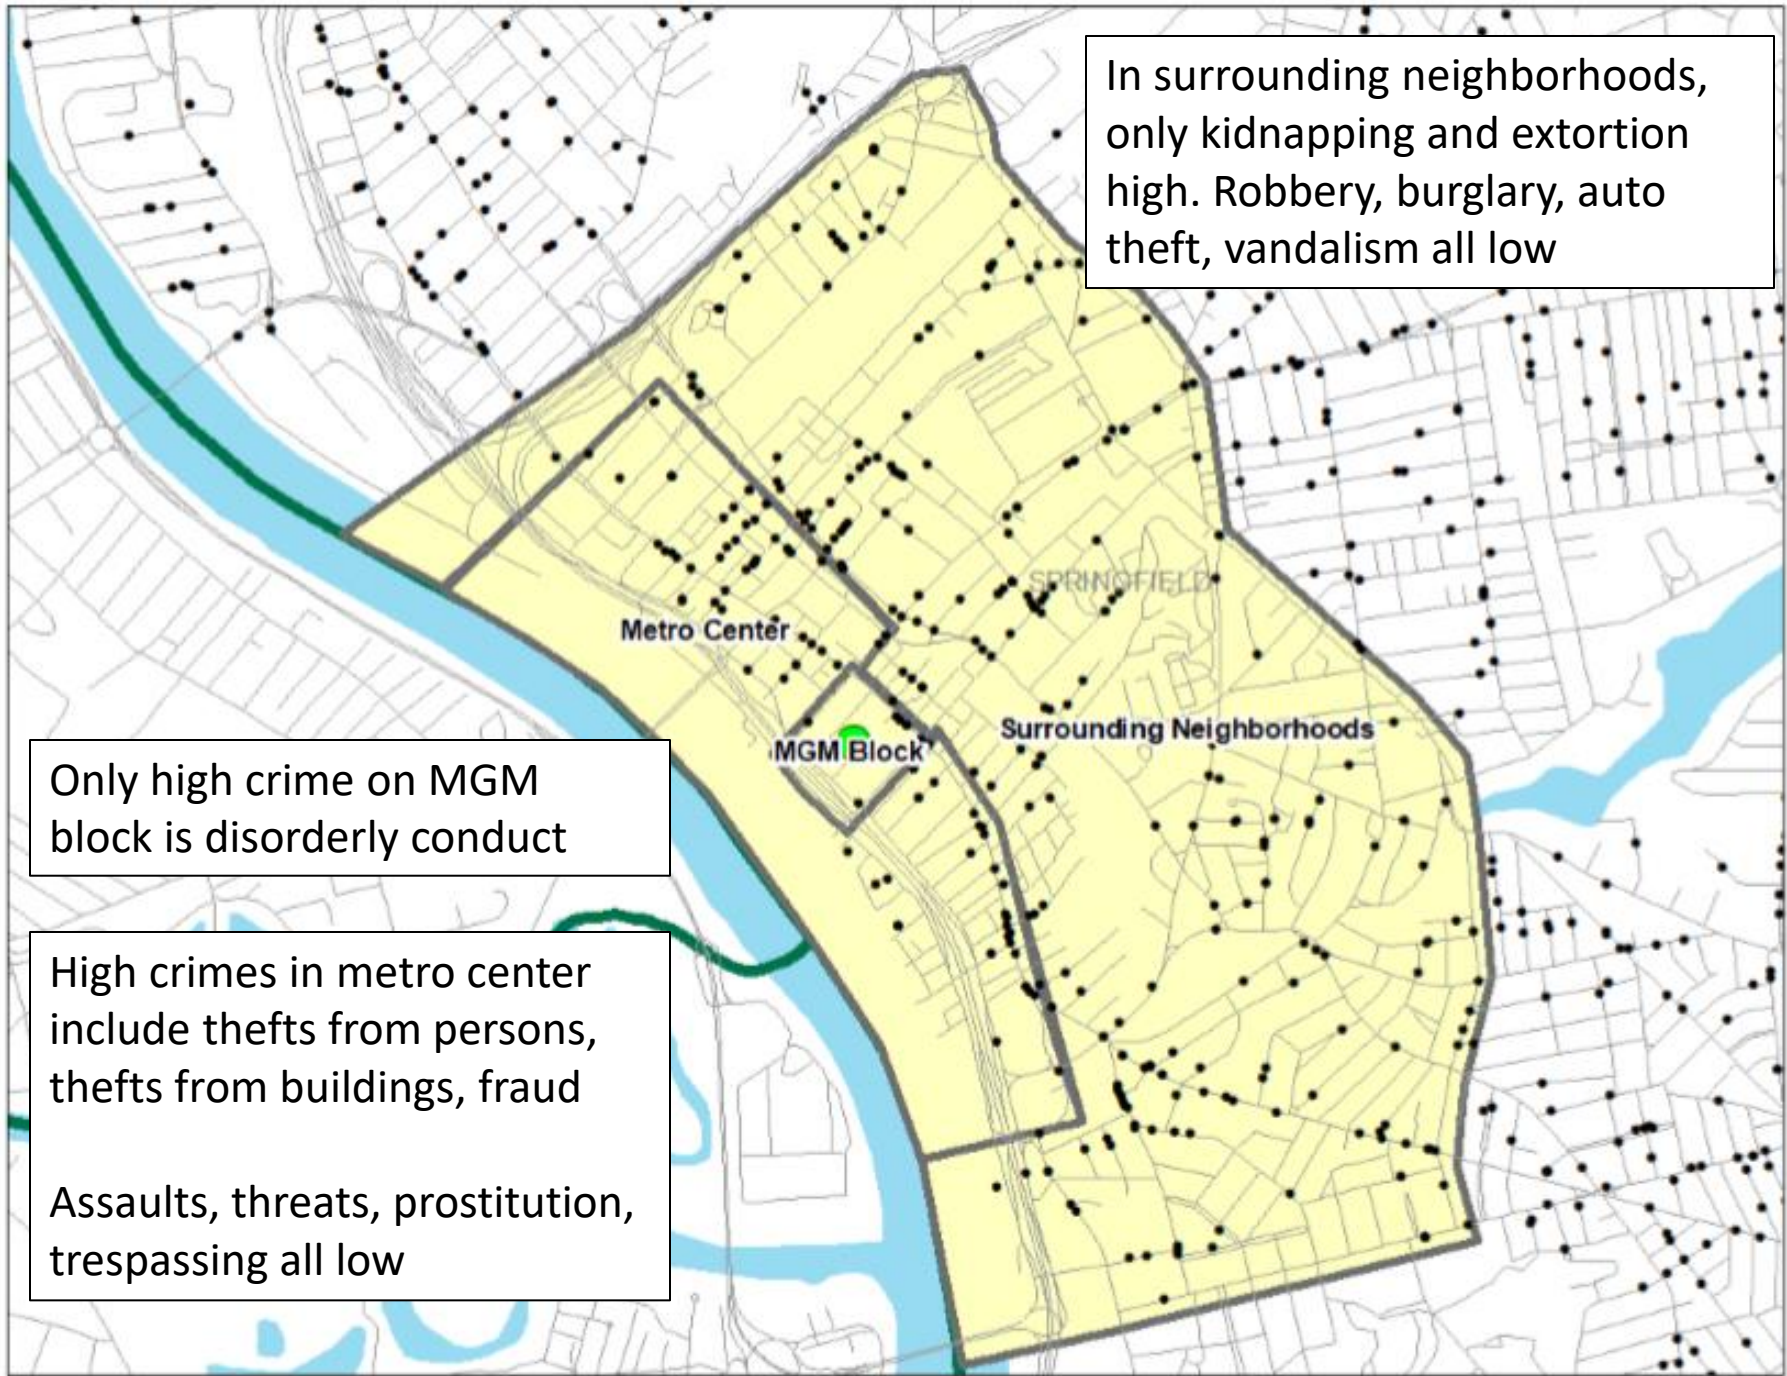 In surrounding neighborhoods,
only kidnapping and extortion
high. Robbery, burglary, auto
theft, vandalism all low
SPRINGFIELD
Metro Center
Surrounding Neighborhoods
MGM Block
Only high crime on MGM
block is disorderly conduct
High crimes in metro center
include thefts from persons,
thefts from buildings, fraud
Assaults, threats, prostitution,
trespassing all low